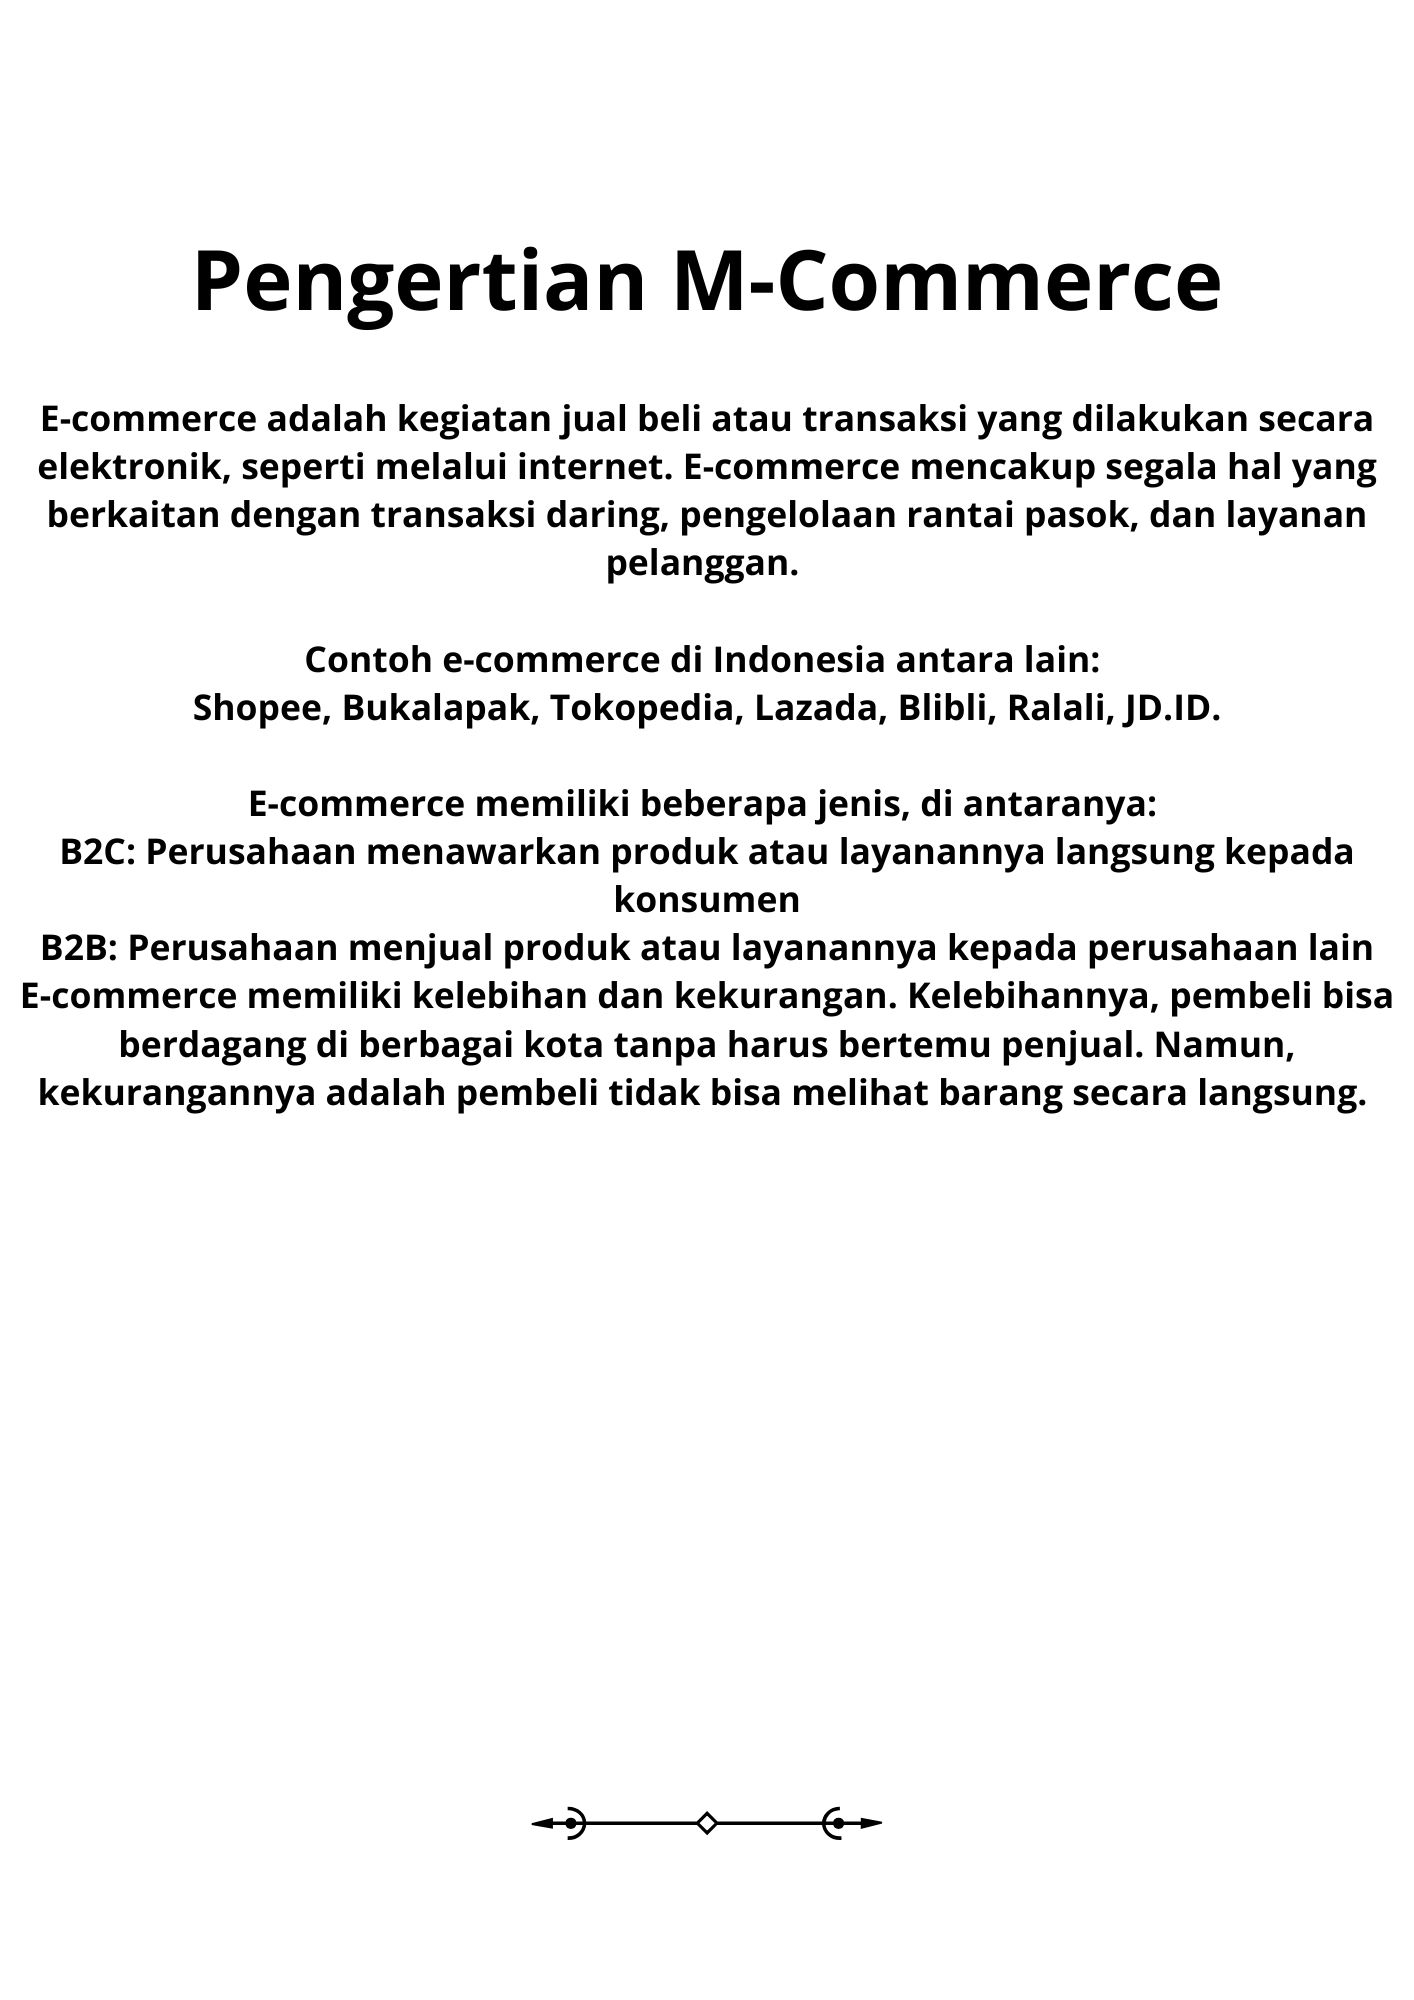 Pengertian M-Commerce
E-commerce adalah kegiatan jual beli atau transaksi yang dilakukan secara
elektronik, seperti melalui internet. E-commerce mencakup segala hal yang
berkaitan dengan transaksi daring, pengelolaan rantai pasok, dan layanan
pelanggan.
Contoh e-commerce di Indonesia antara lain:
Shopee, Bukalapak, Tokopedia, Lazada, Blibli, Ralali, JD.ID.
E-commerce memiliki beberapa jenis, di antaranya:
B2C: Perusahaan menawarkan produk atau layanannya langsung kepada
konsumen
B2B: Perusahaan menjual produk atau layanannya kepada perusahaan lain
E-commerce memiliki kelebihan dan kekurangan. Kelebihannya, pembeli bisa
berdagang di berbagai kota tanpa harus bertemu penjual. Namun,
kekurangannya adalah pembeli tidak bisa melihat barang secara langsung.